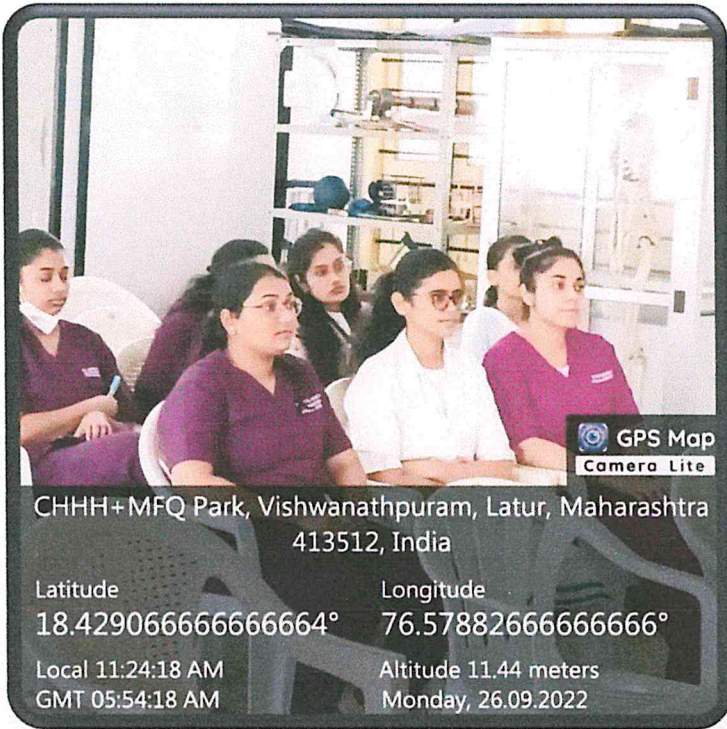 GPS Map
Camera Lite
CHHH+MFQ Park, Vishwanathpuram, Latur, Maharashtra
413512, India
Latitude
18.429066666666664°
Longitude
76.57882666666666°
Local 11:24:18 AM
GMT 05:54:18 AM
Altitude 11.44 meters
Monday, 26.09.2022